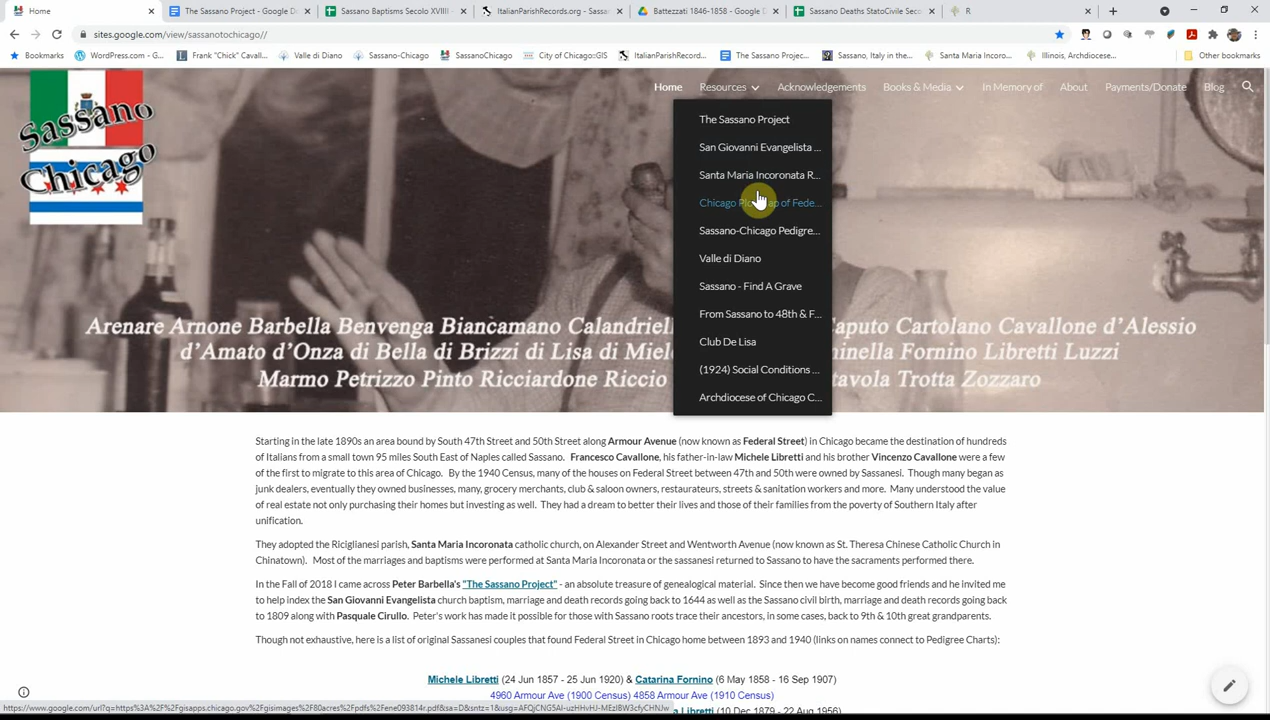 Home
The Sassano Project - Google D
Sassano Baptisms Secolo XVIIII
ItalianParishRecords.org - Sassa
Battezzati 1846-1858 - Google D
Sassano Deaths StatoCivile Seco
R
sites.google.com/view/sassanotochicago//
Bookmarks
WordPress.com - G...
Frank "Chick" Cavall...
Valle di Diano
Sassano-Chicago
SassanoChicago
City of Chicago:GIS
ItalianParishRecord...
The Sassano Projec...
Sassano, Italy in the...
Santa Maria Incoro...
Illinois, Archdiocese...
Other bookmarks
Sassano
Chicago
Home
Resources
Acknowledgements
Books & Media
In Memory of
About
Payments/Donate
Blog
The Sassano Project
San Giovanni Evangelista ...
Santa Maria Incoronata R...
Chicago of Fede...
Sassano-Chicago Pedigre...
Valle di Diano
Sassano - Find A Grave
From Sassano to 48th & F...
Club De Lisa
(1924) Social Conditions ...
Archdiocese of Chicago C...
Arenare Arnone Barbella Benvenga Biancamano Calandriell Caputo Cartolano Cavallone d'Alessio
d'Amato d'Onza di Bella di Brizzi di Lisa di Miele minella Fornino Libretti Luzzi
Marmo Petrizzo Pinto Ricciardone Riccio tavola Trotta Zozzaro
Starting in the late 1890s an area bound by South 47th Street and 50th Street along Armour Avenue (now known as Federal Street) in Chicago became the destination of hundreds
of Italians from a small town 95 miles South East of Naples called Sassano. Francesco Cavallone, his father-in-law Michele Libretti and his brother Vincenzo Cavallone were a few
of the first to migrate to this area of Chicago. By the 1940 Census, many of the houses on Federal Street between 47th and 50th were owned by Sassanesi. Though many began as
junk dealers, eventually they owned businesses, many, grocery merchants, club & saloon owners, restaurateurs, streets & sanitation workers and more. Many understood the value
of real estate not only purchasing their homes but investing as well. They had a dream to better their lives and those of their families from the poverty of Southern Italy after
unification.
They adopted the Riciglianesi parish, Santa Maria Incoronata catholic church, on Alexander Street and Wentworth Avenue (now known as St. Theresa Chinese Catholic Church in
Chinatown). Most of the marriages and baptisms were performed at Santa Maria Incoronata or the sassanesi returned to Sassano to have the sacraments performed there.
In the Fall of 2018 I came across Peter Barbella's "The Sassano Project" - an absolute treasure of genealogical material. Since then we have become good friends and he invited me
to help index the San Giovanni Evangelista church baptism, marriage and death records going back to 1644 as well as the Sassano civil birth, marriage and death records going back
to 1809 along with Pasquale Cirullo. Peter's work has made it possible for those with Sassano roots trace their ancestors, in some cases, back to 9th & 10th great grandparents.
Though not exhaustive, here is a list of original Sassanesi couples that found Federal Street in Chicago home between 1893 and 1940 (links on names connect to Pedigree Charts):
Michele Libretti (24 Jun 1857 - 25 Jun 1920) & Catarina Fornino (6 May 1858 - 16 Sep 1907)
4960 Armour Ave (1900 Census) 4858 Armour Ave (1910 Census)
Libretti (10 Dec 1879 - 22 Aug 1956)